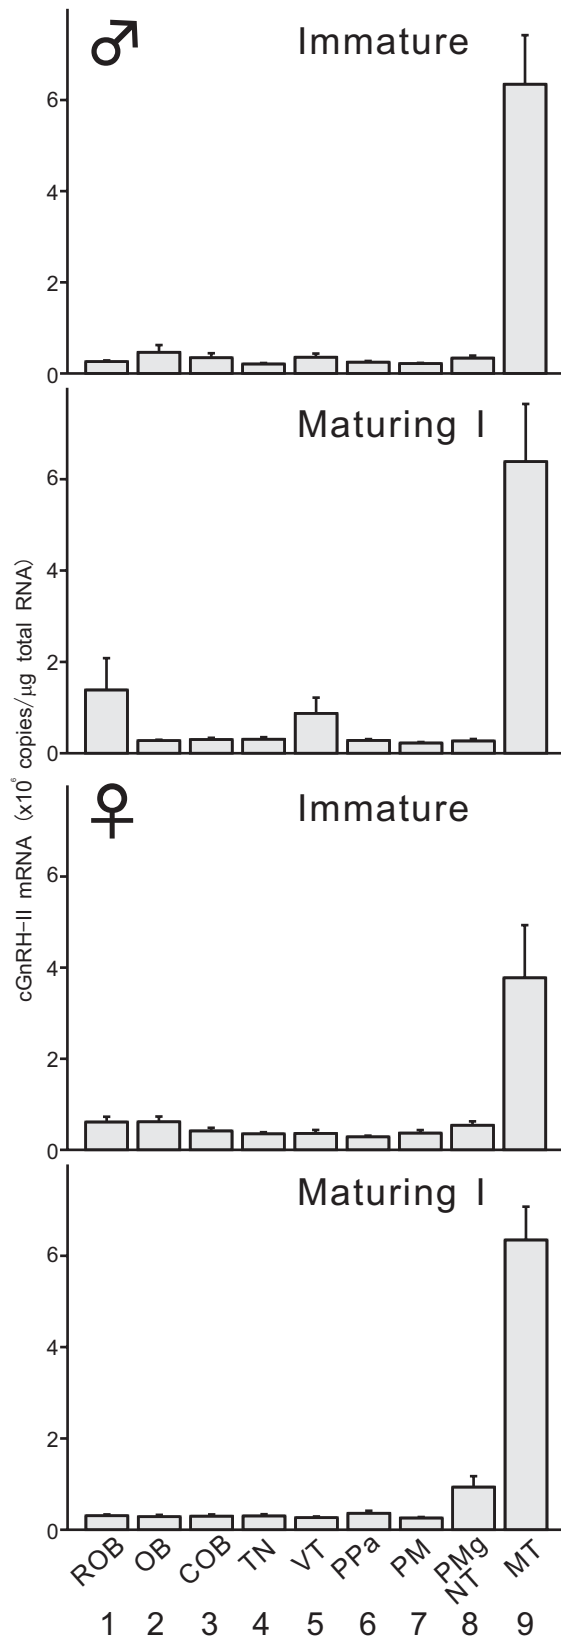 ♂ Immature
6
4
2
0
Maturing I
6
4
2
0
cGnRH-II mRNA (x10⁶ copies/μg total RNA)
♀ Immature
6
4
2
0
Maturing I
6
4
2
0
ROB OB COB TN VT PPa PM PMg NT MT
1 2 3 4 5 6 7 8 9